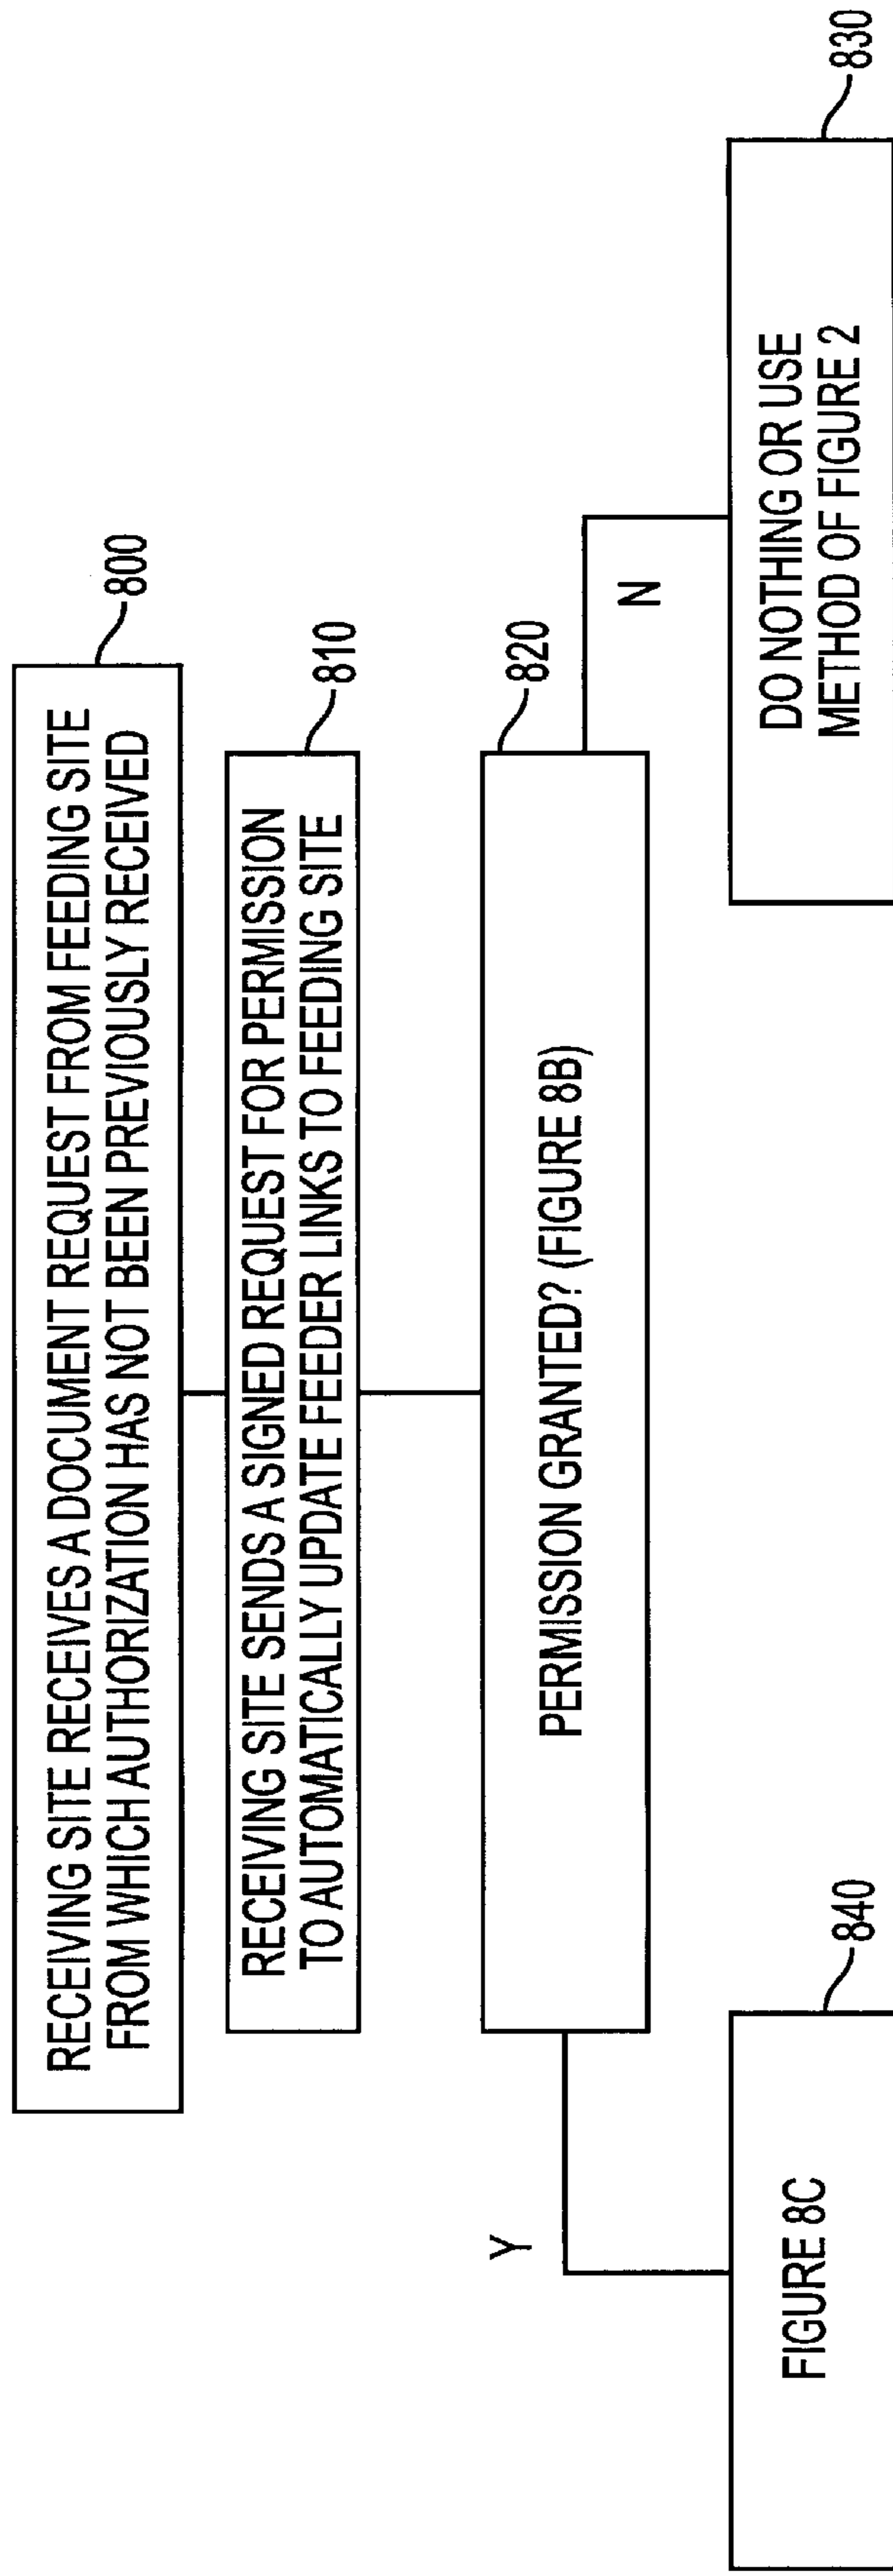 RECEIVING SITE RECEIVES A DOCUMENT REQUEST FROM FEEDING SITE
FROM WHICH AUTHORIZATION HAS NOT BEEN PREVIOUSLY RECEIVED
800
RECEIVING SITE SENDS A SIGNED REQUEST FOR PERMISSION
TO AUTOMATICALLY UPDATE FEEDER LINKS TO FEEDING SITE
810
PERMISSION GRANTED? (FIGURE 8B)
820
Y
N
FIGURE 8C
840
DO NOTHING OR USE
METHOD OF FIGURE 2
830